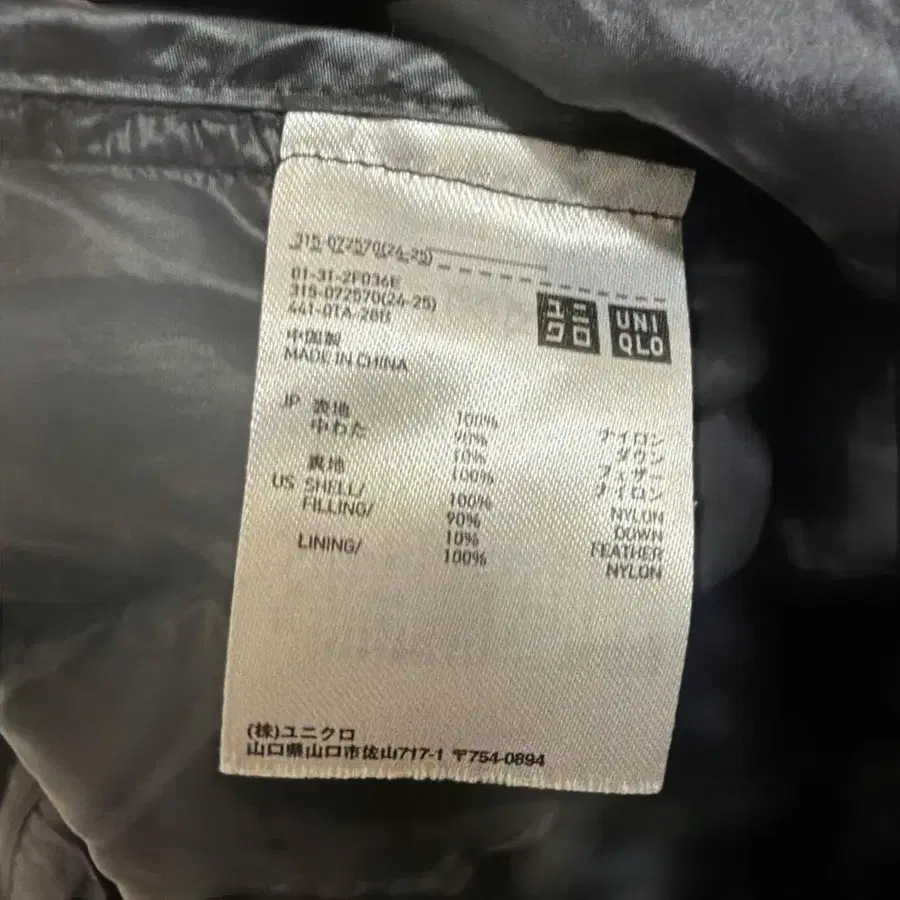 315-072570(24-25)
01-31-2F036E
315-072570(24-25)
441-0TA-28B
ユニ
クロ
UNI
QLO
中国製
MADE IN CHINA
JP 表地 100% ナイロン
中わた 90% ダウン
10% フェザー
裏地 100% ナイロン
US SHELL/ 100% NYLON
FILLING/ 90% DOWN
10% FEATHER
LINING/ 100% NYLON
(株)ユニクロ
山口県山口市佐山717-1 〒754-0894